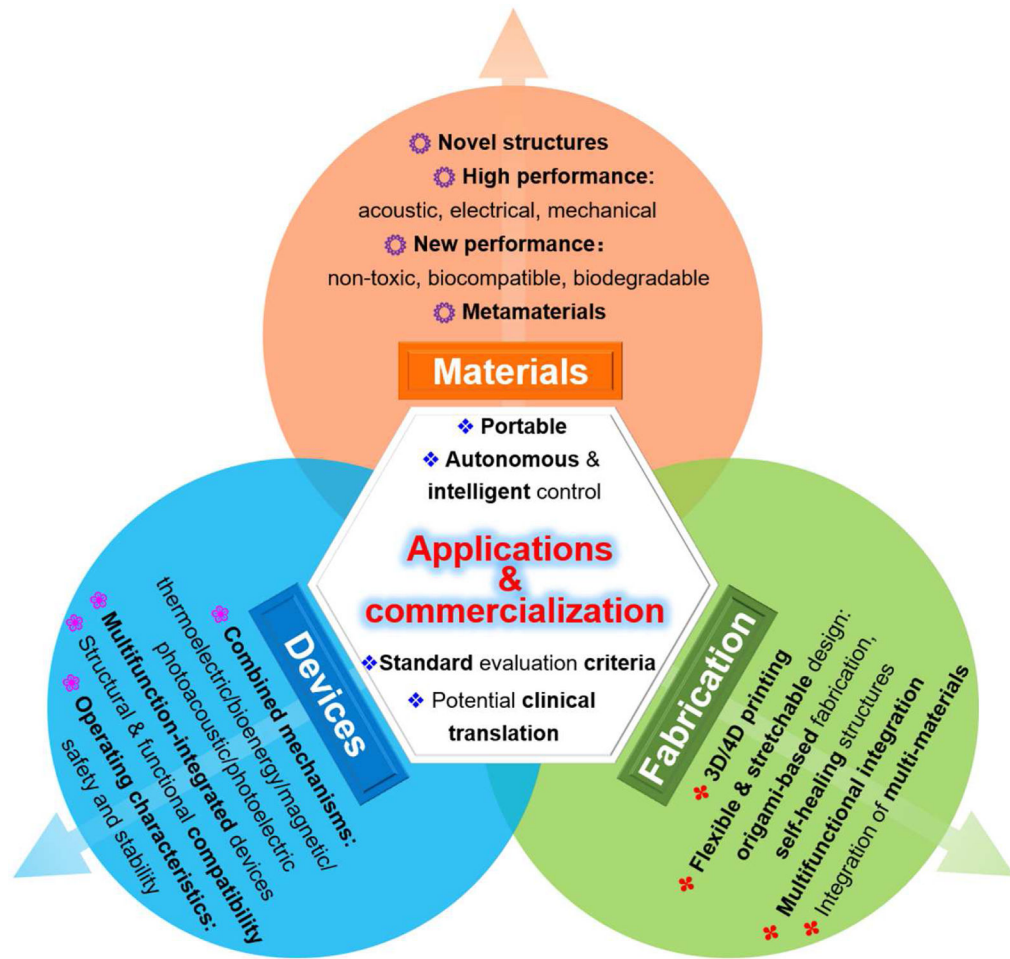 Novel structures
High performance:
acoustic, electrical, mechanical
New performance:
non-toxic, biocompatible, biodegradable
Metamaterials
Materials
Portable
Autonomous &
intelligent control
Applications
&
commercialization
Standard evaluation criteria
Potential clinical
translation
Devices
Combined mechanisms:
thermoelectric/bioenergy/magnetic/
photoacoustic/photoelectric
Multifunction-integrated devices
Structural & functional compatibility
Operating characteristics:
safety and stability
Fabrication
3D/4D printing
Flexible & stretchable design:
origami-based fabrication,
self-healing structures
Multifunctional integration
Integration of multi-materials